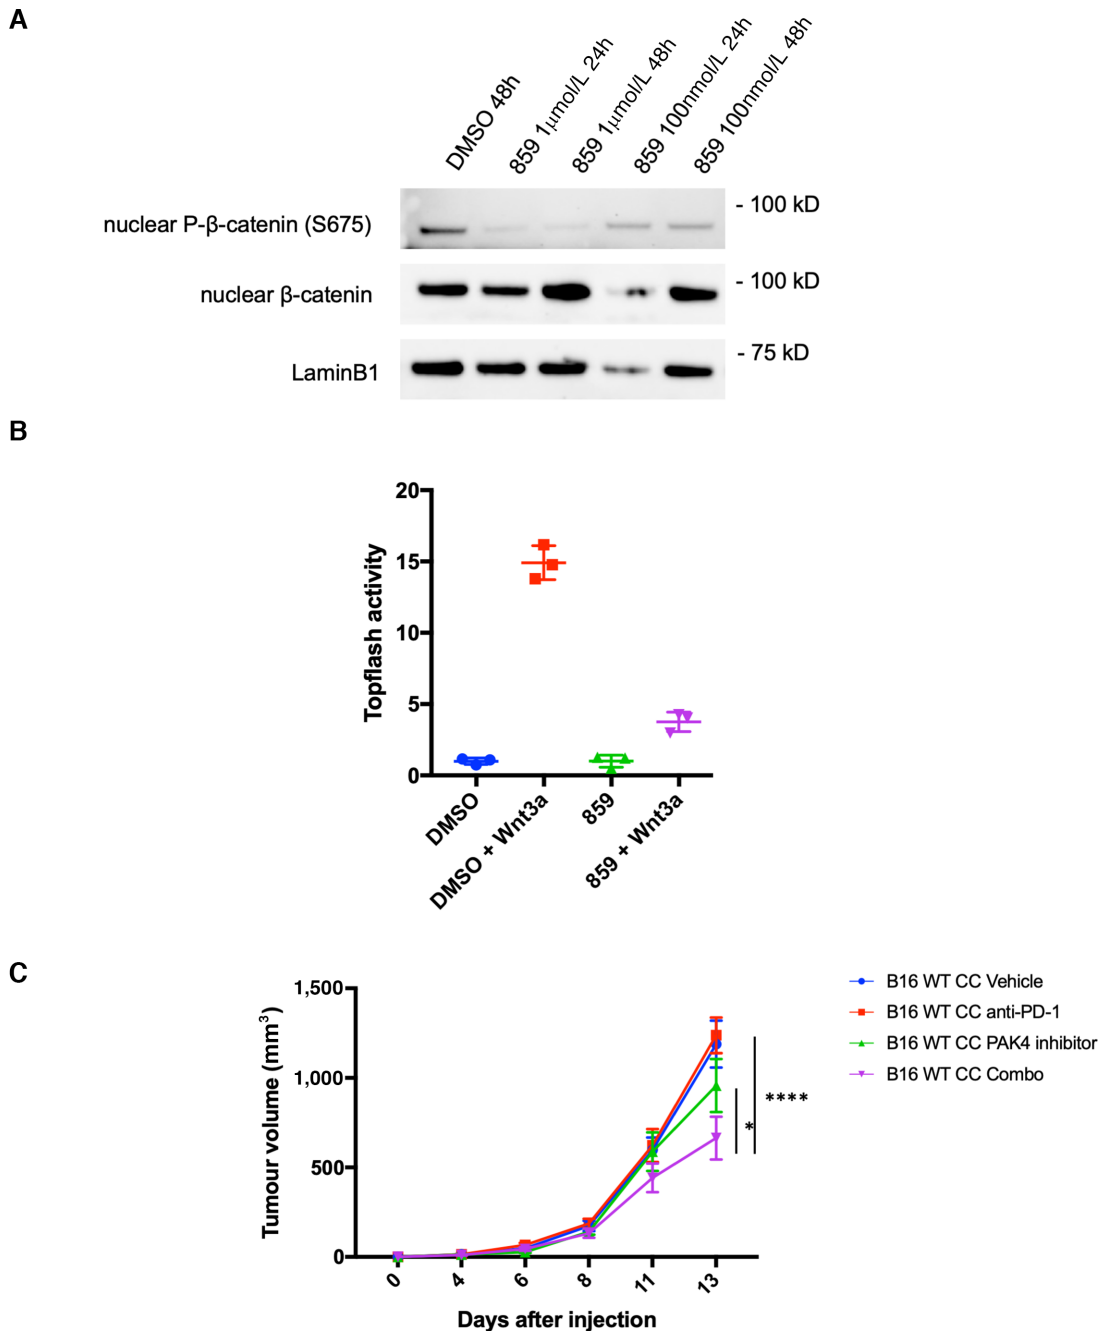 A
DMSO 48h
859 1μmol/L 24h
859 1μmol/L 48h
859 100nmol/L 24h
859 100nmol/L 48h
nuclear P-β-catenin (S675)
- 100 kD
nuclear β-catenin
- 100 kD
LaminB1
- 75 kD
B
Topflash activity
20
15
10
5
0
DMSO
DMSO + Wnt3a
859
859 + Wnt3a
C
Tumour volume (mm³)
1,500
1,000
500
0
0
4
6
8
11
13
Days after injection
B16 WT CC Vehicle
B16 WT CC anti-PD-1
B16 WT CC PAK4 inhibitor
B16 WT CC Combo
****
*